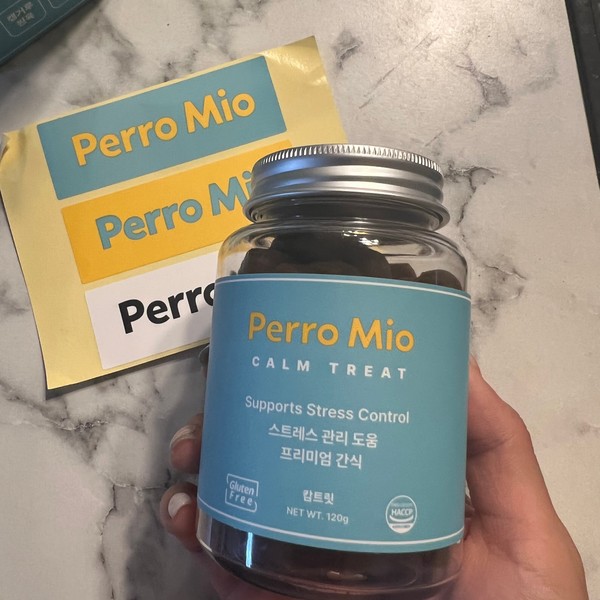 Perro Mio
Perro Mi
Perro
Perro Mio
CALM TREAT
Supports Stress Control
스트레스 관리 도움
프리미엄 간식
Gluten
Free
캄트릿
NET WT. 120g
HACCP